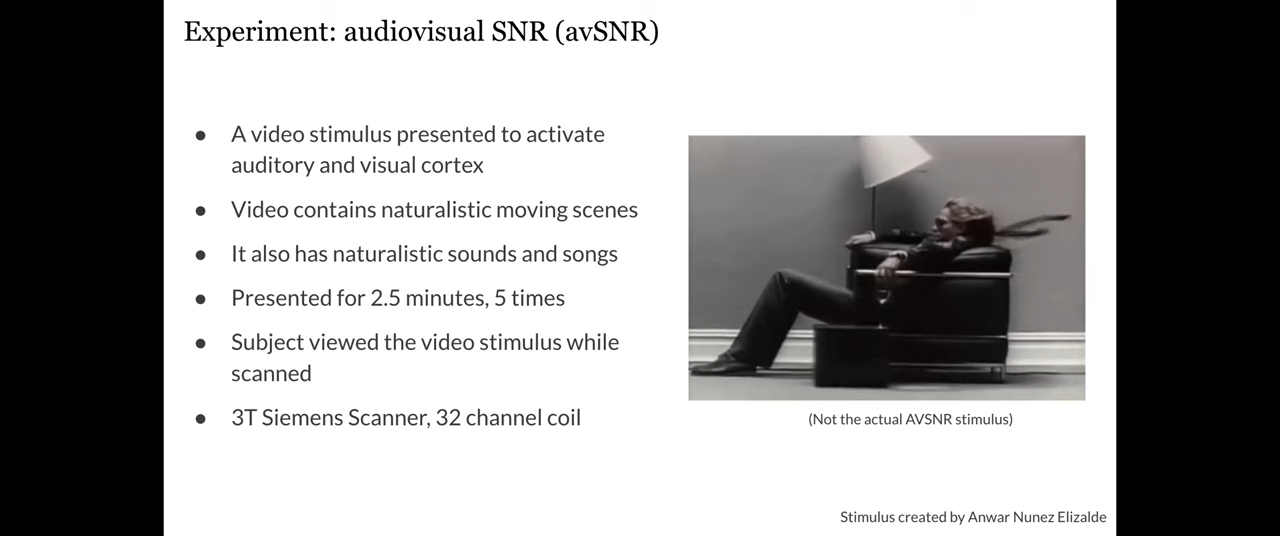 Experiment: audiovisual SNR (avSNR)
● A video stimulus presented to activate
auditory and visual cortex
● Video contains naturalistic moving scenes
● It also has naturalistic sounds and songs
● Presented for 2.5 minutes, 5 times
● Subject viewed the video stimulus while
scanned
● 3T Siemens Scanner, 32 channel coil
(Not the actual AVSNR stimulus)
Stimulus created by Anwar Nunez Elizalde